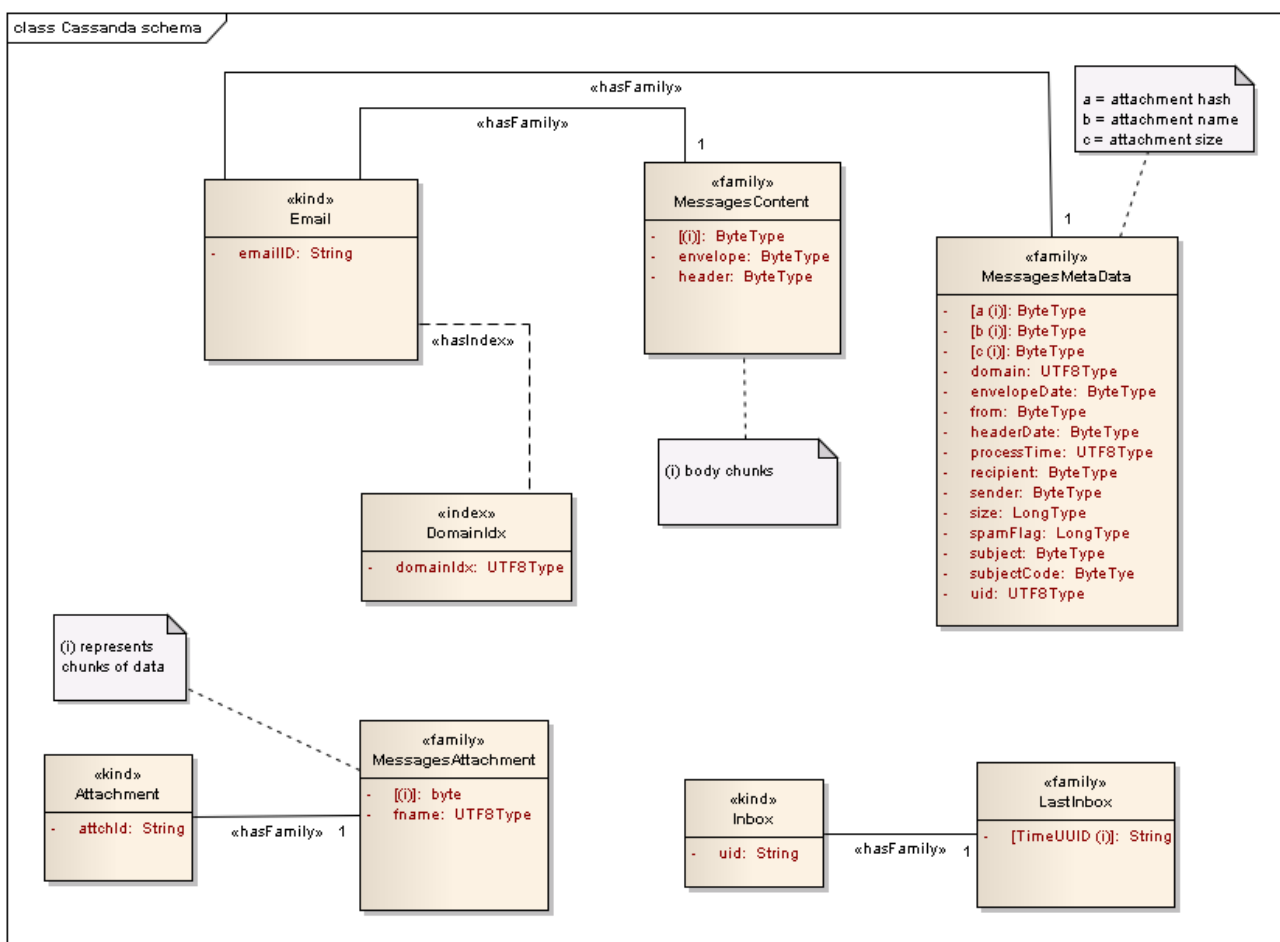 class Cassanda schema
«hasFamily»
«hasFamily»
1
a = attachment hash
b = attachment name
c = attachment size
«kind»
Email
- emailID: String
«family»
MessagesContent
- [(i)]: ByteType
- envelope: ByteType
- header: ByteType
1
«family»
MessagesMetaData
- [a (i)]: ByteType
- [b (i)]: ByteType
- [c (i)]: ByteType
- domain: UTF8Type
- envelopeDate: ByteType
- from: ByteType
- headerDate: ByteType
- processTime: UTF8Type
- recipient: ByteType
- sender: ByteType
- size: LongType
- spamFlag: LongType
- subject: ByteType
- subjectCode: ByteTye
- uid: UTF8Type
«hasIndex»
(i) body chunks
«index»
DomainIdx
- domainIdx: UTF8Type
(i) represents
chunks of data
«kind»
Attachment
- attchId: String
«hasFamily» 1
«family»
MessagesAttachment
- [(i)]: byte
- fname: UTF8Type
«kind»
Inbox
- uid: String
«hasFamily» 1
«family»
LastInbox
- [TimeUUID (i)]: String